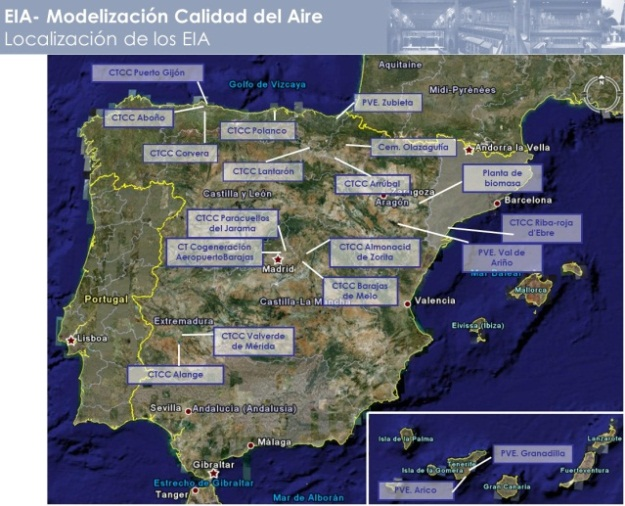 EIA- Modelización Calidad del Aire
Localización de los EIA
Aquitaine
CTCC Puerto Gijón
Golfo de Vizcaya
Midi-Pyrénées
PVE. Zubieta
CTCC Aboño
CTCC Polanco
CTCC Corvera
Cem. Olazagutía
Andorra la Vella
CTCC Lantarón
Planta de
biomasa
CTCC Arrúbal
Castilla y León
Aragón
Barcelona
CTCC Paracuellos
del Jarama
CTCC Riba-roja
d'Ebre
CT Cogeneración
AeropuertoBarajas
CTCC Almonacid
de Zorita
PVE. Val de
Ariño
Madrid
Mar Balear
CTCC Barajas
de Melo
Mallorca
Portugal
Castilla-La Mancha
Valencia
Extremadura
Eivissa (Ibiza)
Lisboa
CTCC Valverde
de Mérida
CTCC Alange
Sevilla
Andalucía (Andalusia)
Málaga
Isla de la Palma
Lanzarote
Gibraltar
PVE. Granadilla
Tenerife
Isla de la Gomera
Fuerteventura
Estrecho de Gibraltar
Gran Canaria
PVE. Arico
Tanger
Mar de Alborán